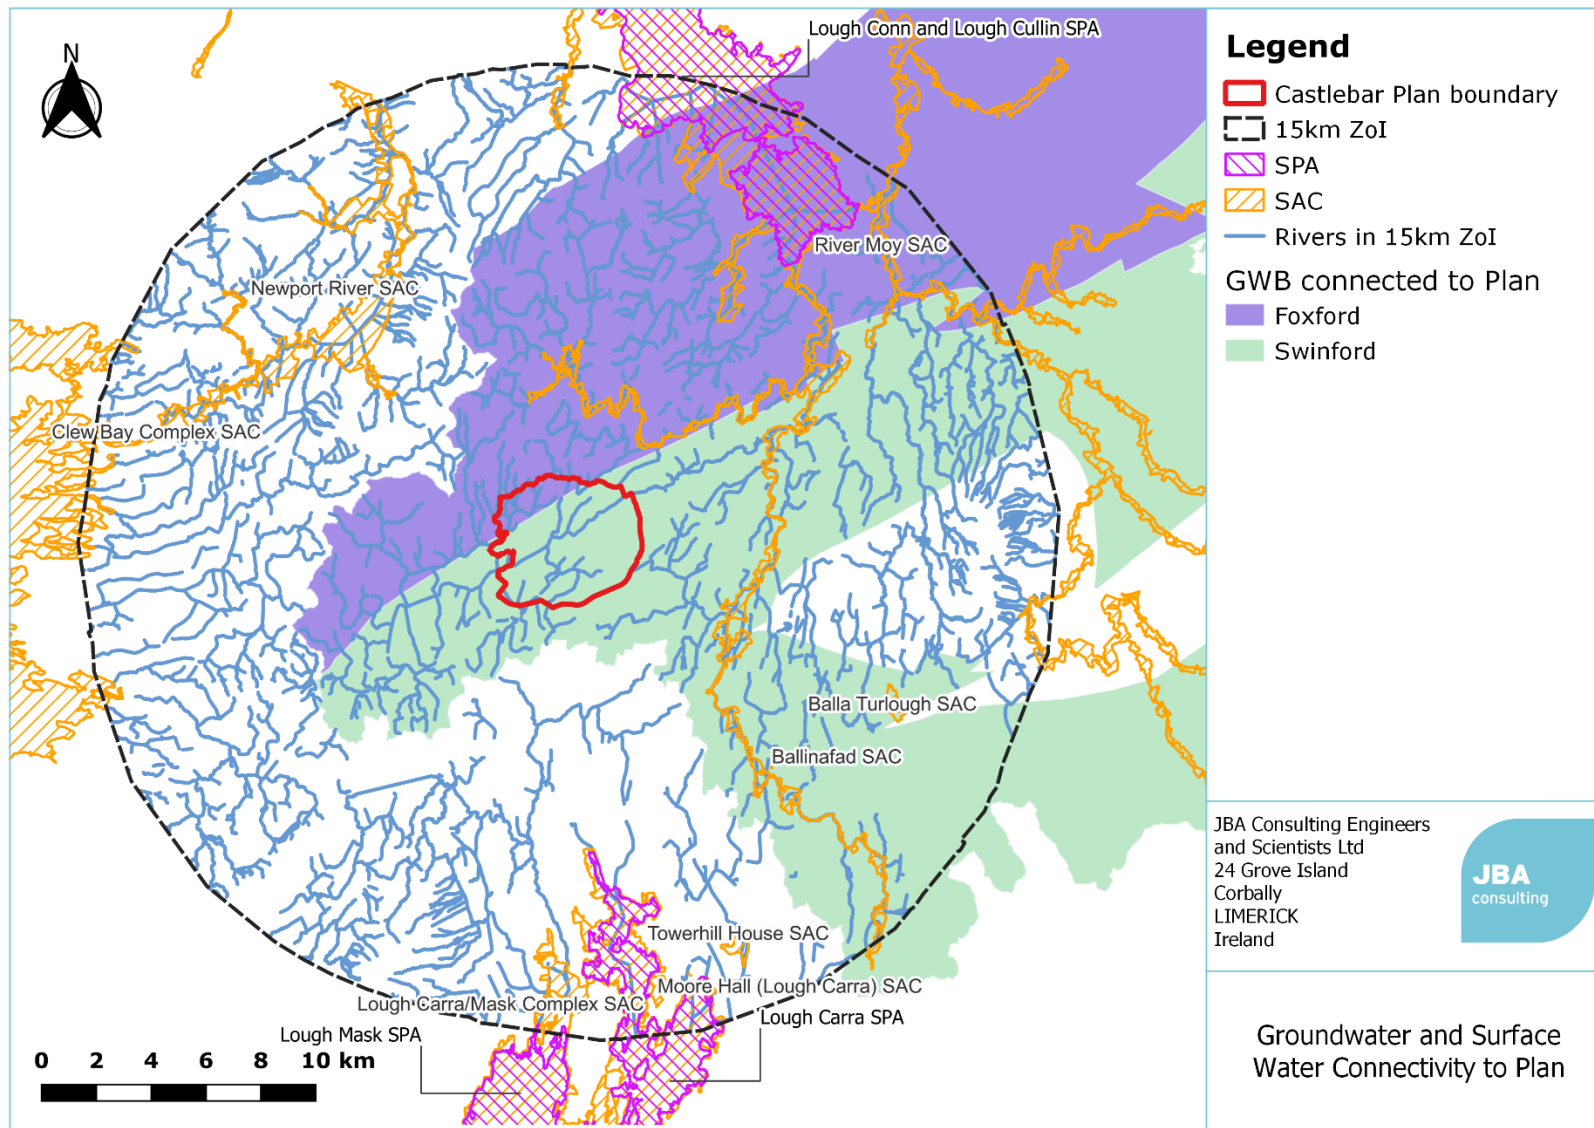 N
Lough Conn and Lough Cullin SPA
River Moy SAC
Newport River SAC
Clew Bay Complex SAC
Balla Turlough SAC
Ballinafad SAC
Towerhill House SAC
Moore Hall (Lough Carra) SAC
Lough Carra/Mask Complex SAC
Lough Carra SPA
Lough Mask SPA
0 2 4 6 8 10 km
Legend
Castlebar Plan boundary
15km ZoI
SPA
SAC
Rivers in 15km ZoI
GWB connected to Plan
Foxford
Swinford
JBA Consulting Engineers
and Scientists Ltd
24 Grove Island
Corbally
LIMERICK
Ireland
JBA
consulting
Groundwater and Surface
Water Connectivity to Plan